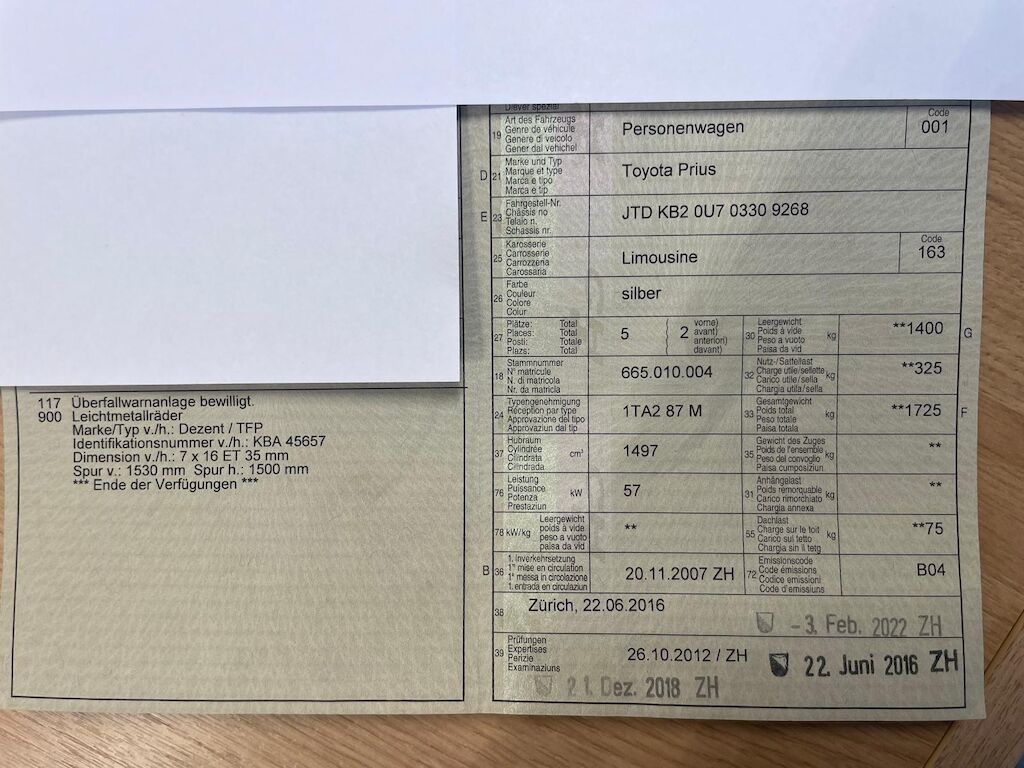 117 Überfallwarnanlage bewilligt.
900 Leichtmetallräder
Marke/Typ v./h.: Dezent / TFP
Identifikationsnummer v./h.: KBA 45657
Dimension v./h.: 7 x 16 ET 35 mm
Spur v.: 1530 mm Spur h.: 1500 mm
*** Ende der Verfügungen ***
Diever spezial
19 Art des Fahrzeugs
Genre de véhicule
Genere di veicolo
Gener dal vehichel
Personenwagen
Code
001
D 21 Marke und Typ
Marque et type
Marca e tipo
Marca e tip
Toyota Prius
E 23 Fahrgestell-Nr.
Châssis no
Telaio n.
Schassis nr.
JTD KB2 0U7 0330 9268
25 Karosserie
Carrosserie
Carrozzeria
Carossaria
Limousine
Code
163
26 Farbe
Couleur
Colore
Colur
silber
27 Plätze: Total
Places: Total
Posti: Totale
Plazs: Total
5 ( 2 vorne)
avant)
anteriori)
davant)
30 Leergewicht
Poids à vide
Peso a vuoto
Paisa da vid
kg
**1400
G
18 Stammnummer
N° matricule
N. di matricola
Nr. da matricla
665.010.004
32 Nutz-/Sattellast
Charge utile/sellette
Carico utile/sella
Chargia utila/sella
kg
**325
24 Typengenehmigung
Réception par type
Approvazione del tipo
Approvaziun dal tip
1TA2 87 M
33 Gesamtgewicht
Poids total
Peso totale
Paisa totala
kg
**1725
F
37 Hubraum
Cylindrée
Cilindrata
Cilindrada
cm³
1497
35 Gewicht des Zuges
Poids de l'ensemble
Peso del convoglio
Paisa cumposiziun
kg
**
76 Leistung
Puissance
Potenza
Prestaziun
kW
57
31 Anhängelast
Poids remorquable
Carico rimorchiato
Chargia annexa
kg
**
78 kW/kg Leergewicht
poids à vide
peso a vuoto
paisa da vid
**
55 Dachlast
Charge sur le toit
Carico sul tetto
Chargia sin il tetg
kg
**75
B 36 1. Inverkehrsetzung
1re mise en circulation
1a messa in circolazione
1. entrada en circulaziun
20.11.2007 ZH
72 Emissionscode
Code émissions
Codice emissioni
Code d'emissiuns
B04
38 Zürich, 22.06.2016
-3. Feb. 2022 ZH
39 Prüfungen
Expertises
Perizie
Examinaziuns
26.10.2012 / ZH
22. Juni 2016 ZH
21. Dez. 2018 ZH